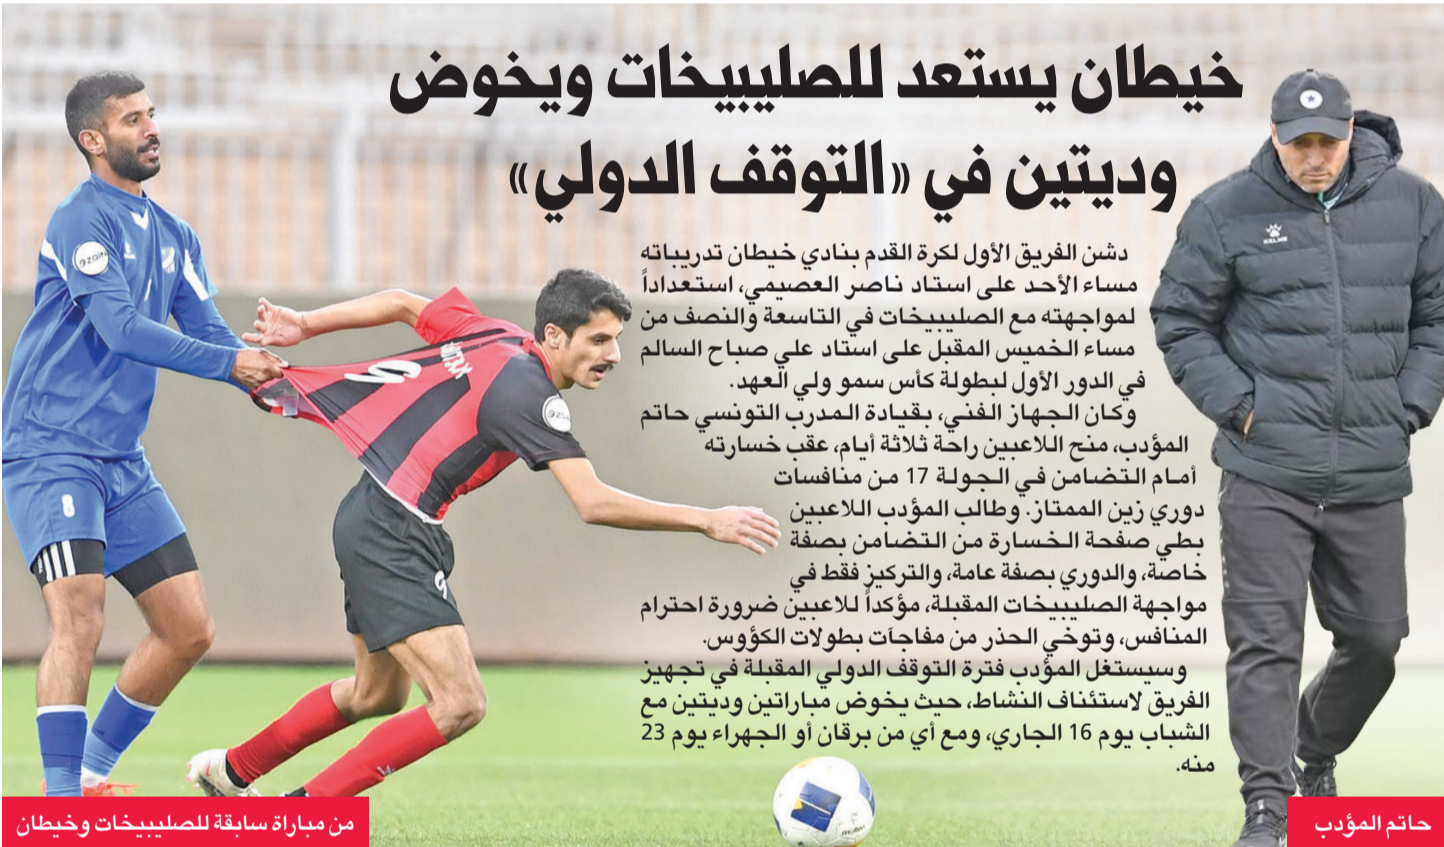 خيطان يستعد للصليبيخات ويخوض
وديتين في «التوقف الدولي»
دشن الفريق الأول لكرة القدم بنادي خيطان تدريباته
مساء الأحد على استاد ناصر العصيمي، استعداداً
لمواجهته مع الصليبيخات في التاسعة والنصف من
مساء الخميس المقبل على استاد علي صباح السالم
في الدور الأول لبطولة كأس سمو ولي العهد.
وكان الجهاز الفني، بقيادة المدرب التونسي حاتم
المؤدب، منح اللاعبين راحة ثلاثة أيام، عقب خسارته
أمام التضامن في الجولة 17 من منافسات
دوري زين الممتاز. وطالب المؤدب اللاعبين
بطي صفحة الخسارة من التضامن بصفة
خاصة، والدوري بصفة عامة، والتركيز فقط في
مواجهة الصليبيخات المقبلة، مؤكداً للاعبين ضرورة احترام
المنافس، وتوخي الحذر من مفاجآت بطولات الكؤوس.
وسيستغل المؤدب فترة التوقف الدولي المقبلة في تجهيز
الفريق لاستئناف النشاط، حيث يخوض مباراتين وديتين مع
الشباب يوم 16 الجاري، ومع أي من برقان أو الجهراء يوم 23
منه.
حاتم المؤدب
من مباراة سابقة للصليبيخات وخيطان
KELME
zain
zain
9
8
9